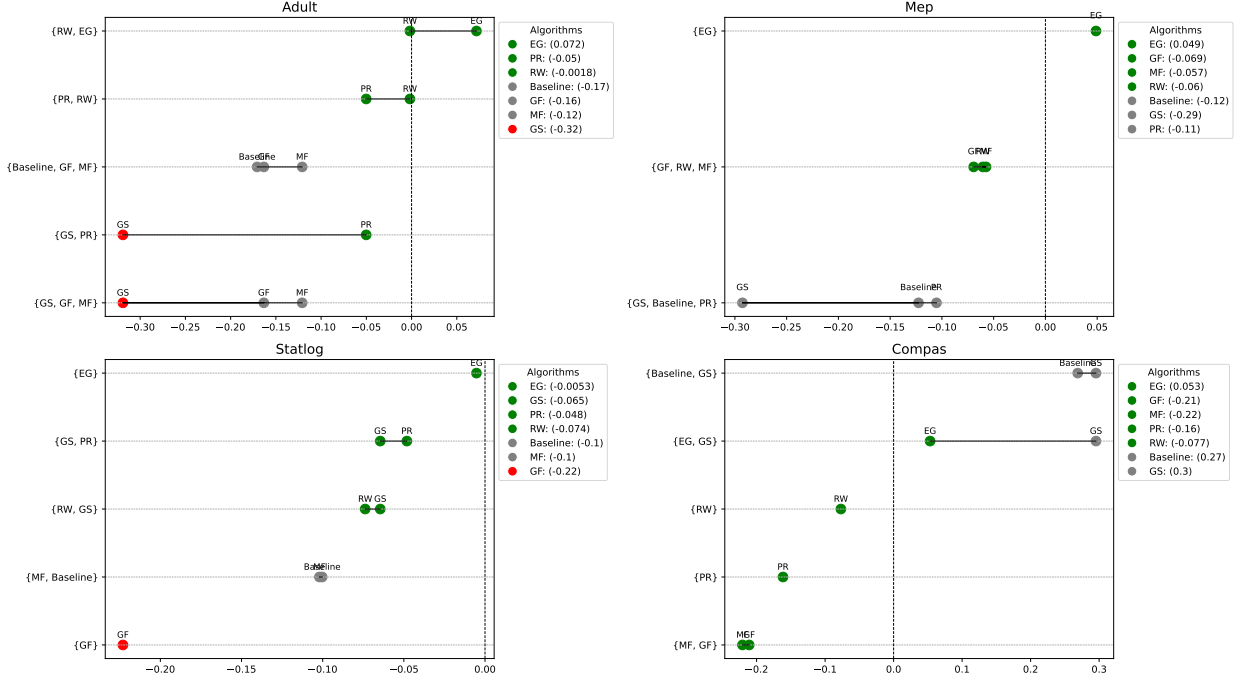 Adult
{RW, EG}
{PR, RW}
{Baseline, GF, MF}
{GS, PR}
{GS, GF, MF}
RW EG
PR RW
Baseline GF MF
GS PR
GS GF MF
−0.30 −0.25 −0.20 −0.15 −0.10 −0.05 0.00 0.05
Algorithms
EG: (0.072)
PR: (-0.05)
RW: (-0.0018)
Baseline: (-0.17)
GF: (-0.16)
MF: (-0.12)
GS: (-0.32)
Mep
{EG}
{GF, RW, MF}
{GS, Baseline, PR}
EG
GF RW MF
GS Baseline PR
−0.30 −0.25 −0.20 −0.15 −0.10 −0.05 0.00 0.05
Algorithms
EG: (0.049)
GF: (-0.069)
MF: (-0.057)
RW: (-0.06)
Baseline: (-0.12)
GS: (-0.29)
PR: (-0.11)
Statlog
{EG}
{GS, PR}
{RW, GS}
{MF, Baseline}
{GF}
EG
GS PR
RW GS
MF Baseline
GF
−0.20 −0.15 −0.10 −0.05 0.00
Algorithms
EG: (-0.0053)
GS: (-0.065)
PR: (-0.048)
RW: (-0.074)
Baseline: (-0.1)
MF: (-0.1)
GF: (-0.22)
Compas
{Baseline, GS}
{EG, GS}
{RW}
{PR}
{MF, GF}
Baseline GS
EG GS
RW
PR
MF GF
−0.2 −0.1 0.0 0.1 0.2 0.3
Algorithms
EG: (0.053)
GF: (-0.21)
MF: (-0.22)
PR: (-0.16)
RW: (-0.077)
Baseline: (0.27)
GS: (0.3)